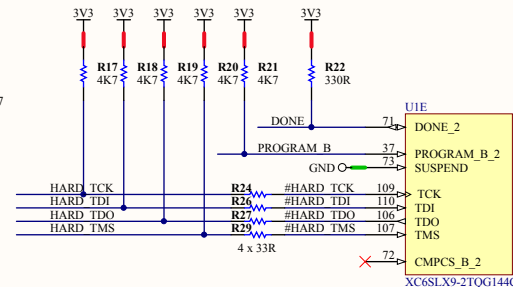 3V3 3V3 3V3 3V3 3V3 3V3
R17 R18 R19 R20 R21 R22
4K7 4K7 4K7 4K7 4K7 330R
7
U1E
DONE 71 DONE_2
PROGRAM_B 37 PROGRAM_B_2
GND 73 SUSPEND
HARD_TCK R24 #HARD_TCK 109 TCK
HARD_TDI R26 #HARD_TDI 110 TDI
HARD_TDO R27 #HARD_TDO 106 TDO
HARD_TMS R29 #HARD_TMS 107 TMS
4 x 33R
72 CMPCS_B_2
XC6SLX9-2TQG144C